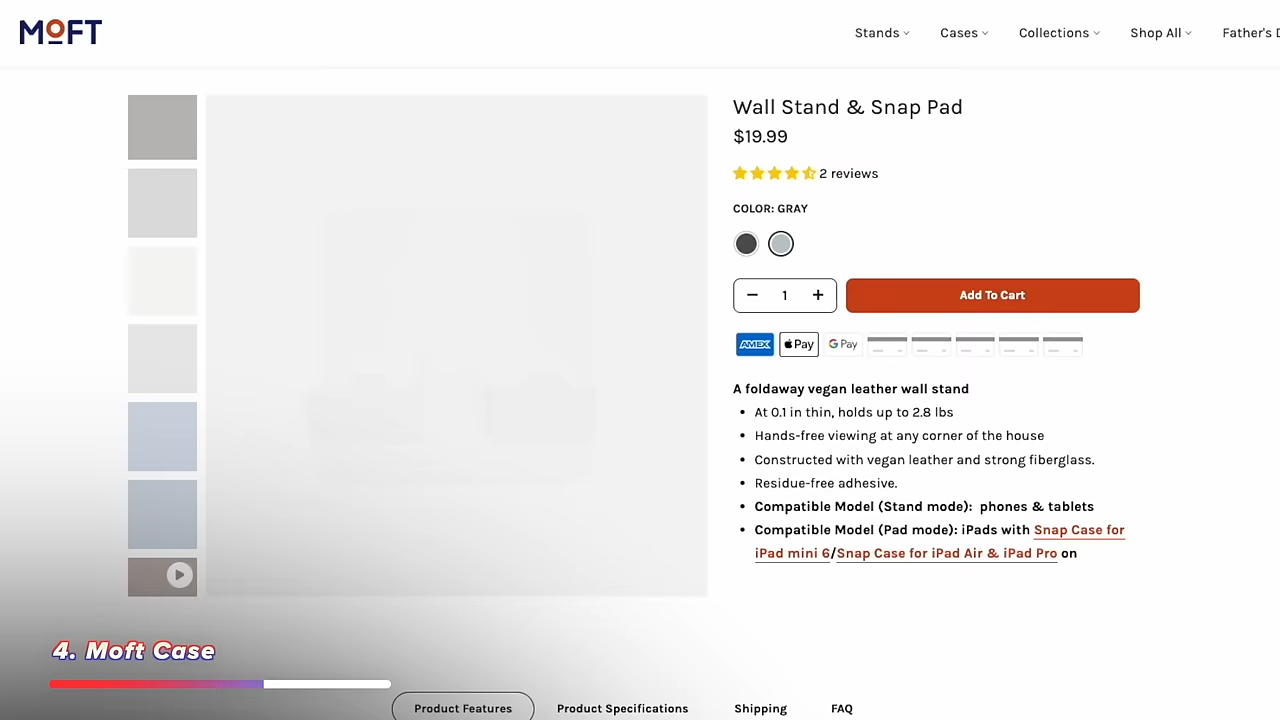 MOFT
Stands
Cases
Collections
Shop All
Father's D
Wall Stand & Snap Pad
$19.99
2 reviews
COLOR: GRAY
1
Add To Cart
AMEX
Pay
G Pay
A foldaway vegan leather wall stand
• At 0.1 in thin, holds up to 2.8 lbs
• Hands-free viewing at any corner of the house
• Constructed with vegan leather and strong fiberglass.
• Residue-free adhesive.
• Compatible Model (Stand mode): phones & tablets
• Compatible Model (Pad mode): iPads with Snap Case for
iPad mini 6/Snap Case for iPad Air & iPad Pro on
4. Moft Case
Product Features
Product Specifications
Shipping
FAQ